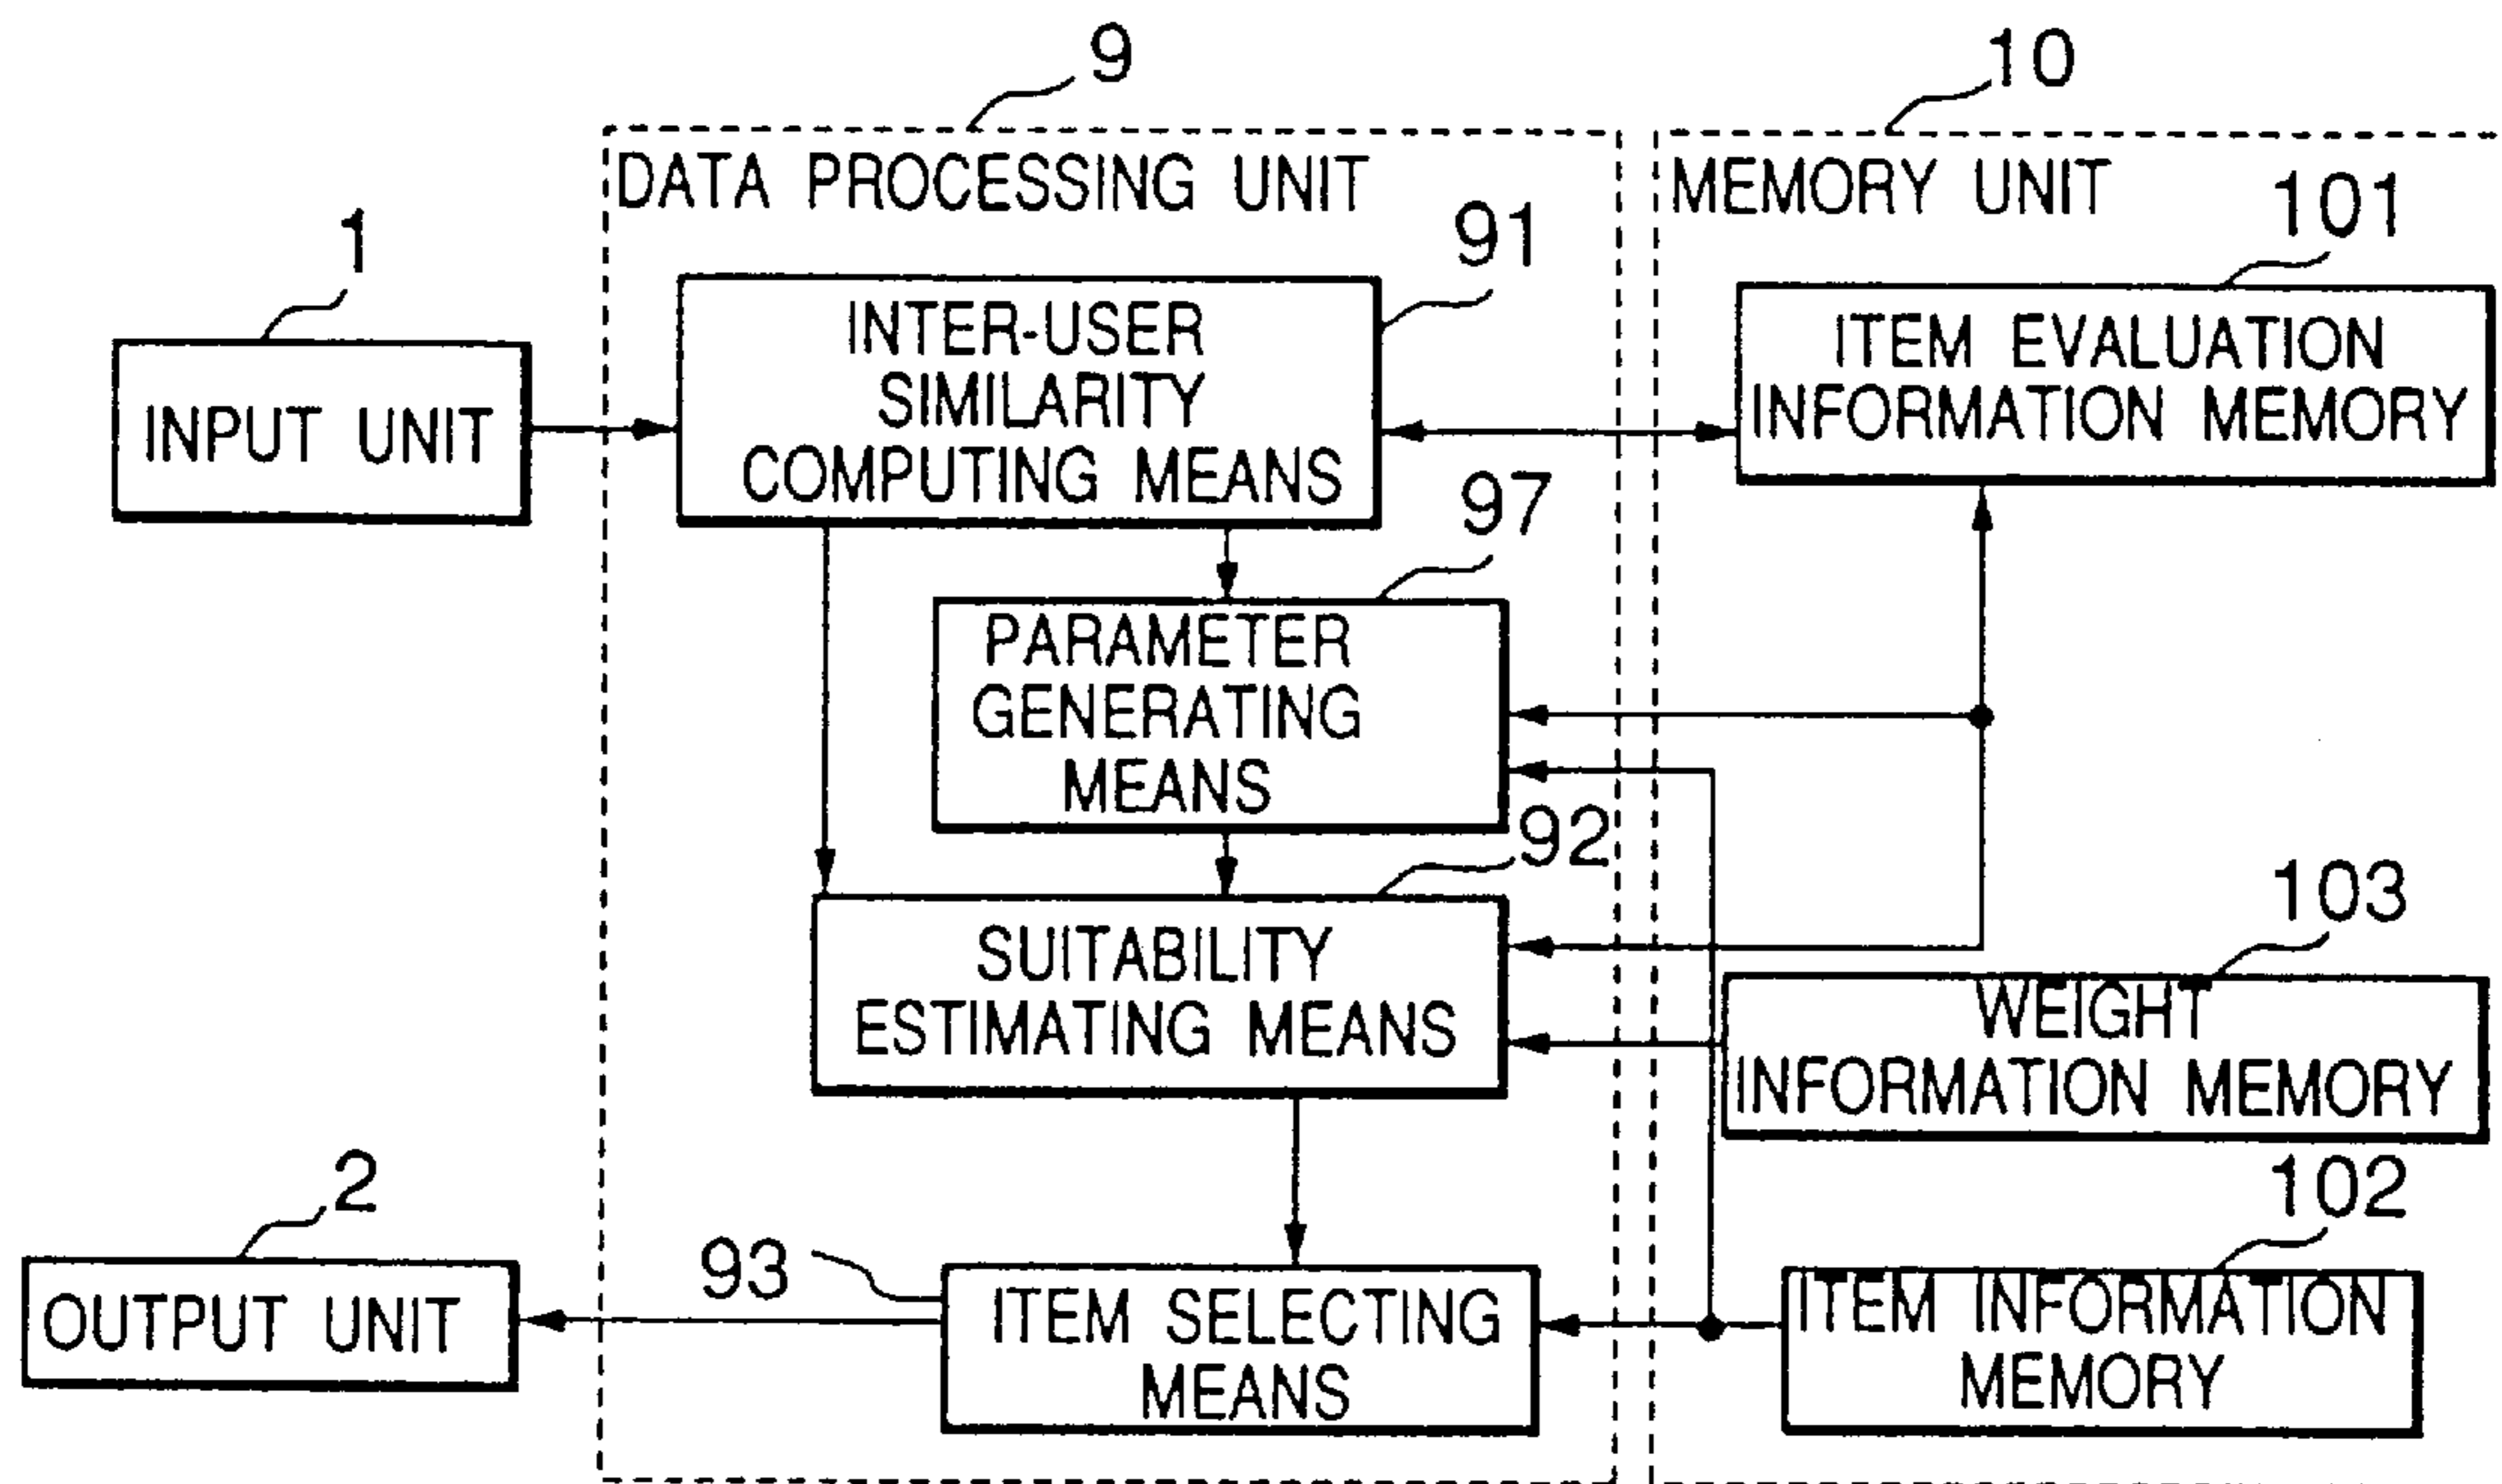 9
10
DATA PROCESSING UNIT
MEMORY UNIT
101
1
91
INTER-USER
SIMILARITY
COMPUTING MEANS
ITEM EVALUATION
INFORMATION MEMORY
INPUT UNIT
97
PARAMETER
GENERATING
MEANS
92
103
SUITABILITY
ESTIMATING MEANS
WEIGHT
INFORMATION MEMORY
2
102
93
OUTPUT UNIT
ITEM SELECTING
MEANS
ITEM INFORMATION
MEMORY